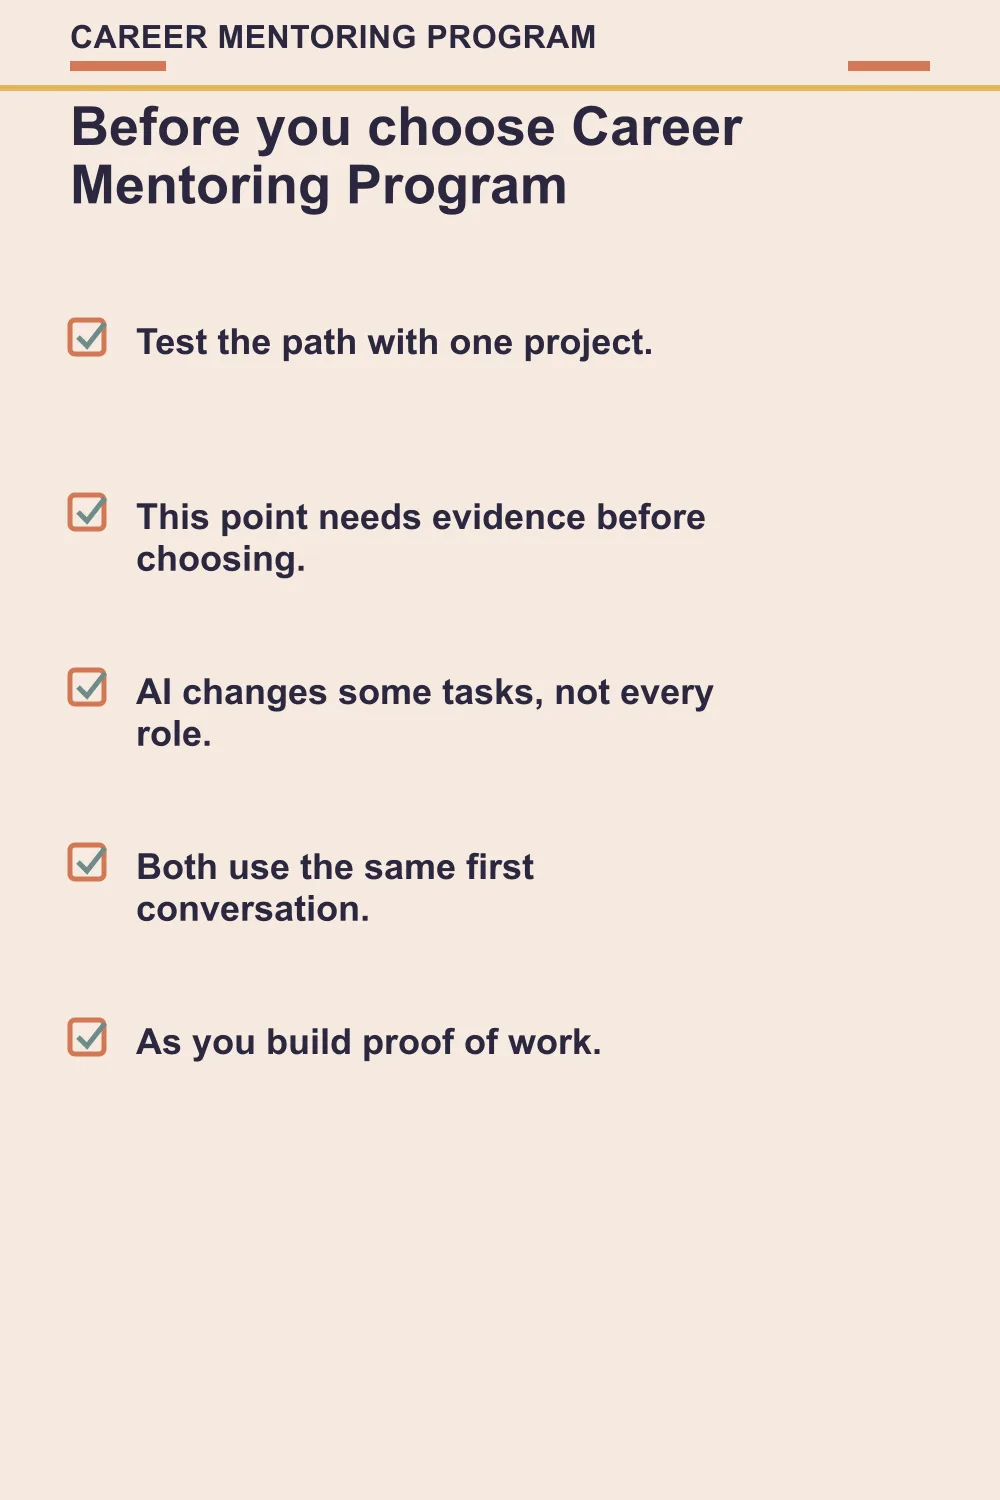 CAREER MENTORING PROGRAM
Before you choose Career
Mentoring Program
Test the path with one project.
This point needs evidence before
choosing.
AI changes some tasks, not every
role.
Both use the same first
conversation.
As you build proof of work.